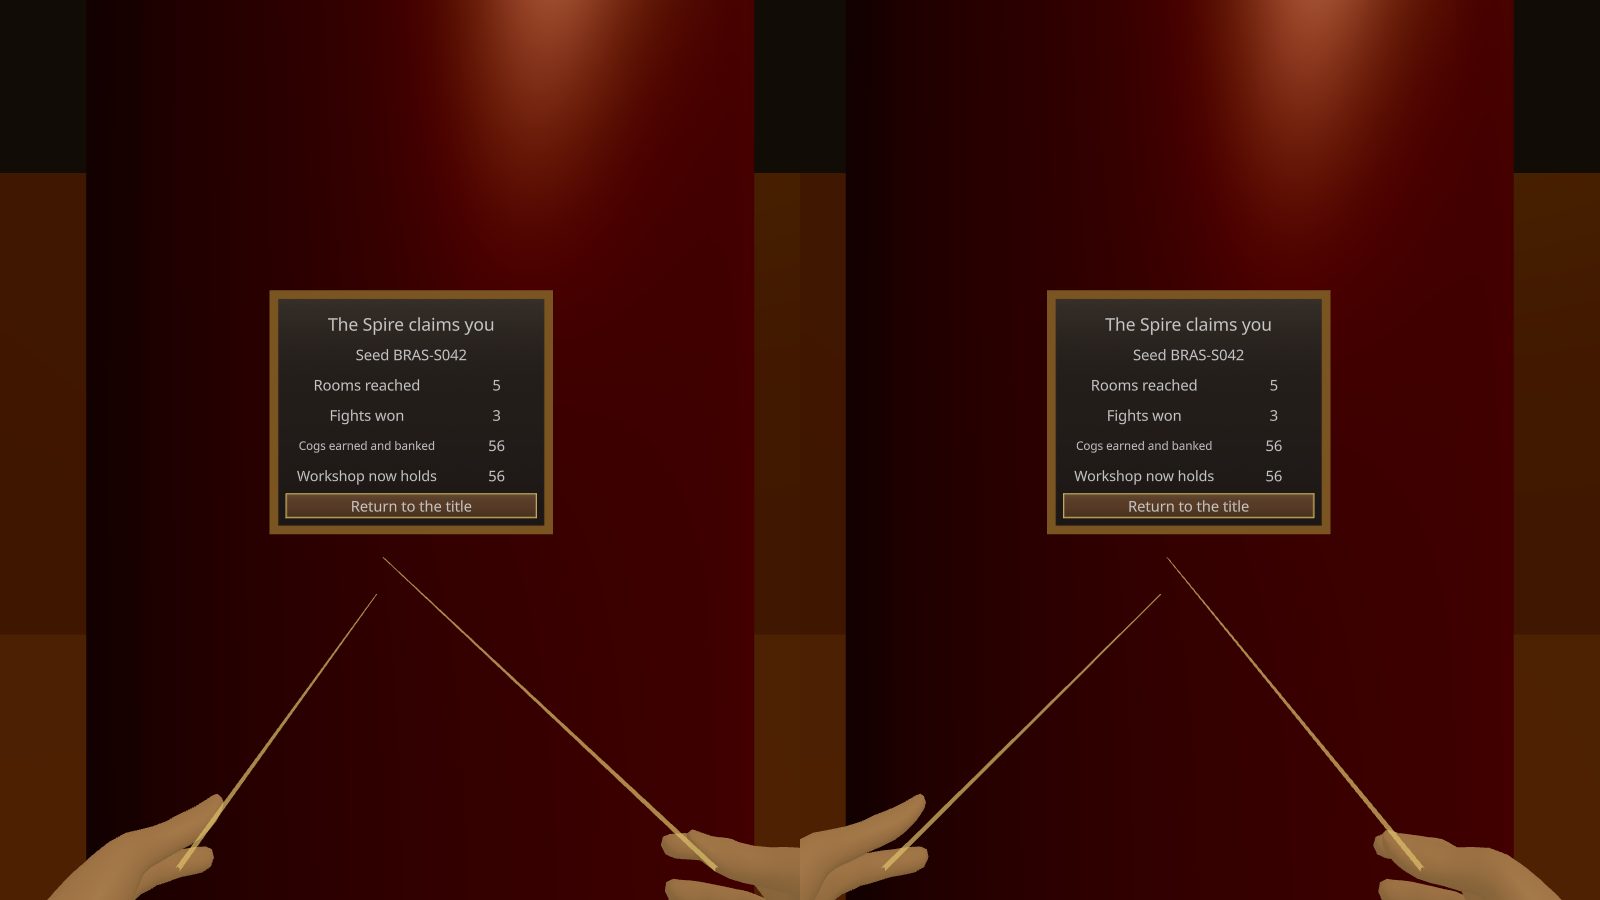 The Spire claims you
Seed BRAS-S042
Rooms reached 5
Fights won 3
Cogs earned and banked 56
Workshop now holds 56
Return to the title
The Spire claims you
Seed BRAS-S042
Rooms reached 5
Fights won 3
Cogs earned and banked 56
Workshop now holds 56
Return to the title